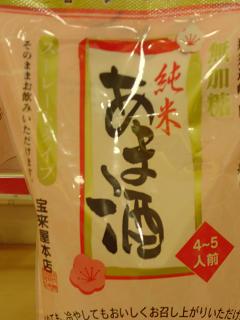 無加糖
純米
あま酒
ストレートタイプ
そのままお飲みいただけます。
宝来屋本店
4~5
人前
冷やしてもおいしくお召し上がりいただけ